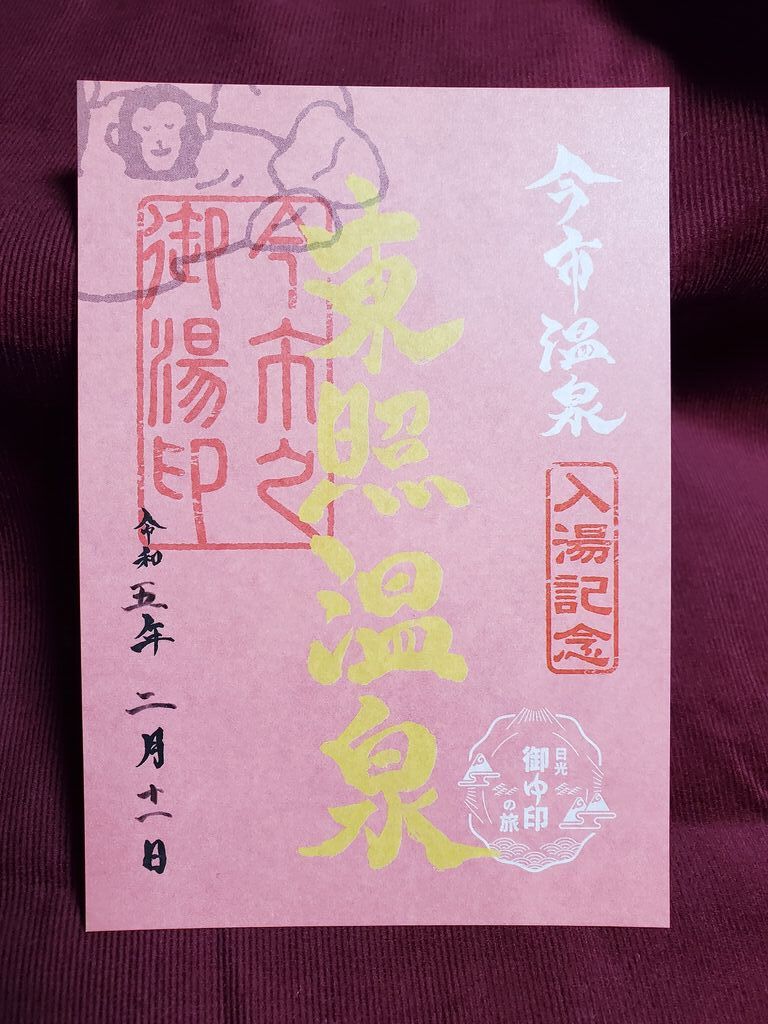 今市温泉
入湯記念
日光
御ゆ印
の旅
東照温泉
今市之
御湯印
令和五年 二月十一日